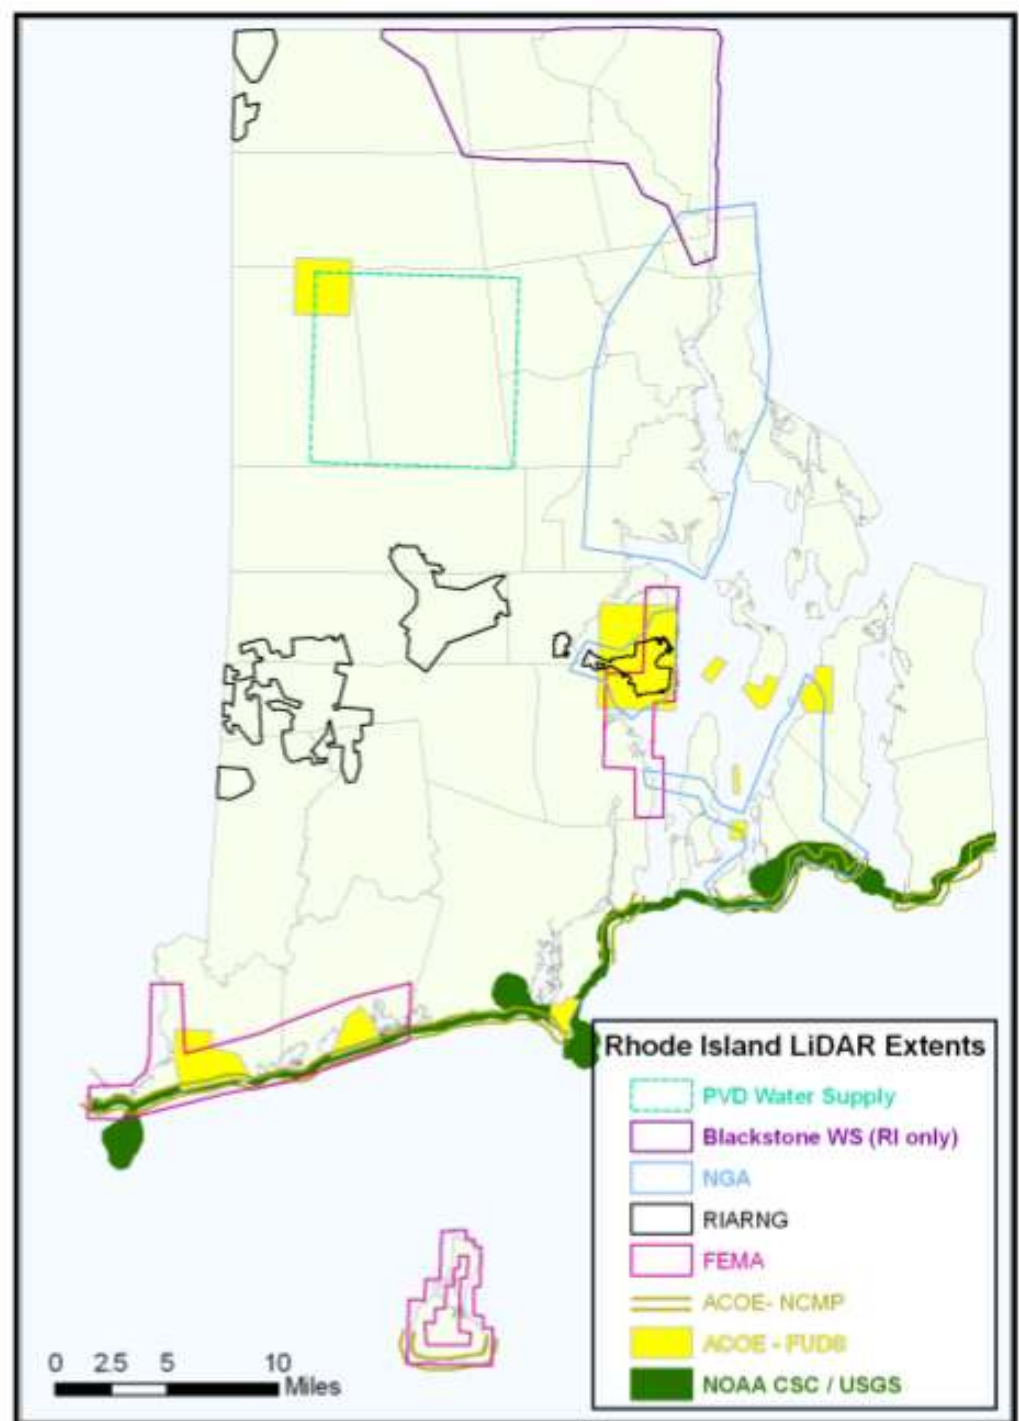 Rhode Island LiDAR Extents
PVD Water Supply
Blackstone WS (RI only)
NGA
RIARNG
FEMA
ACOE- NCMP
ACOE - FUDS
NOAA CSC / USGS
0 2.5 5 10
Miles